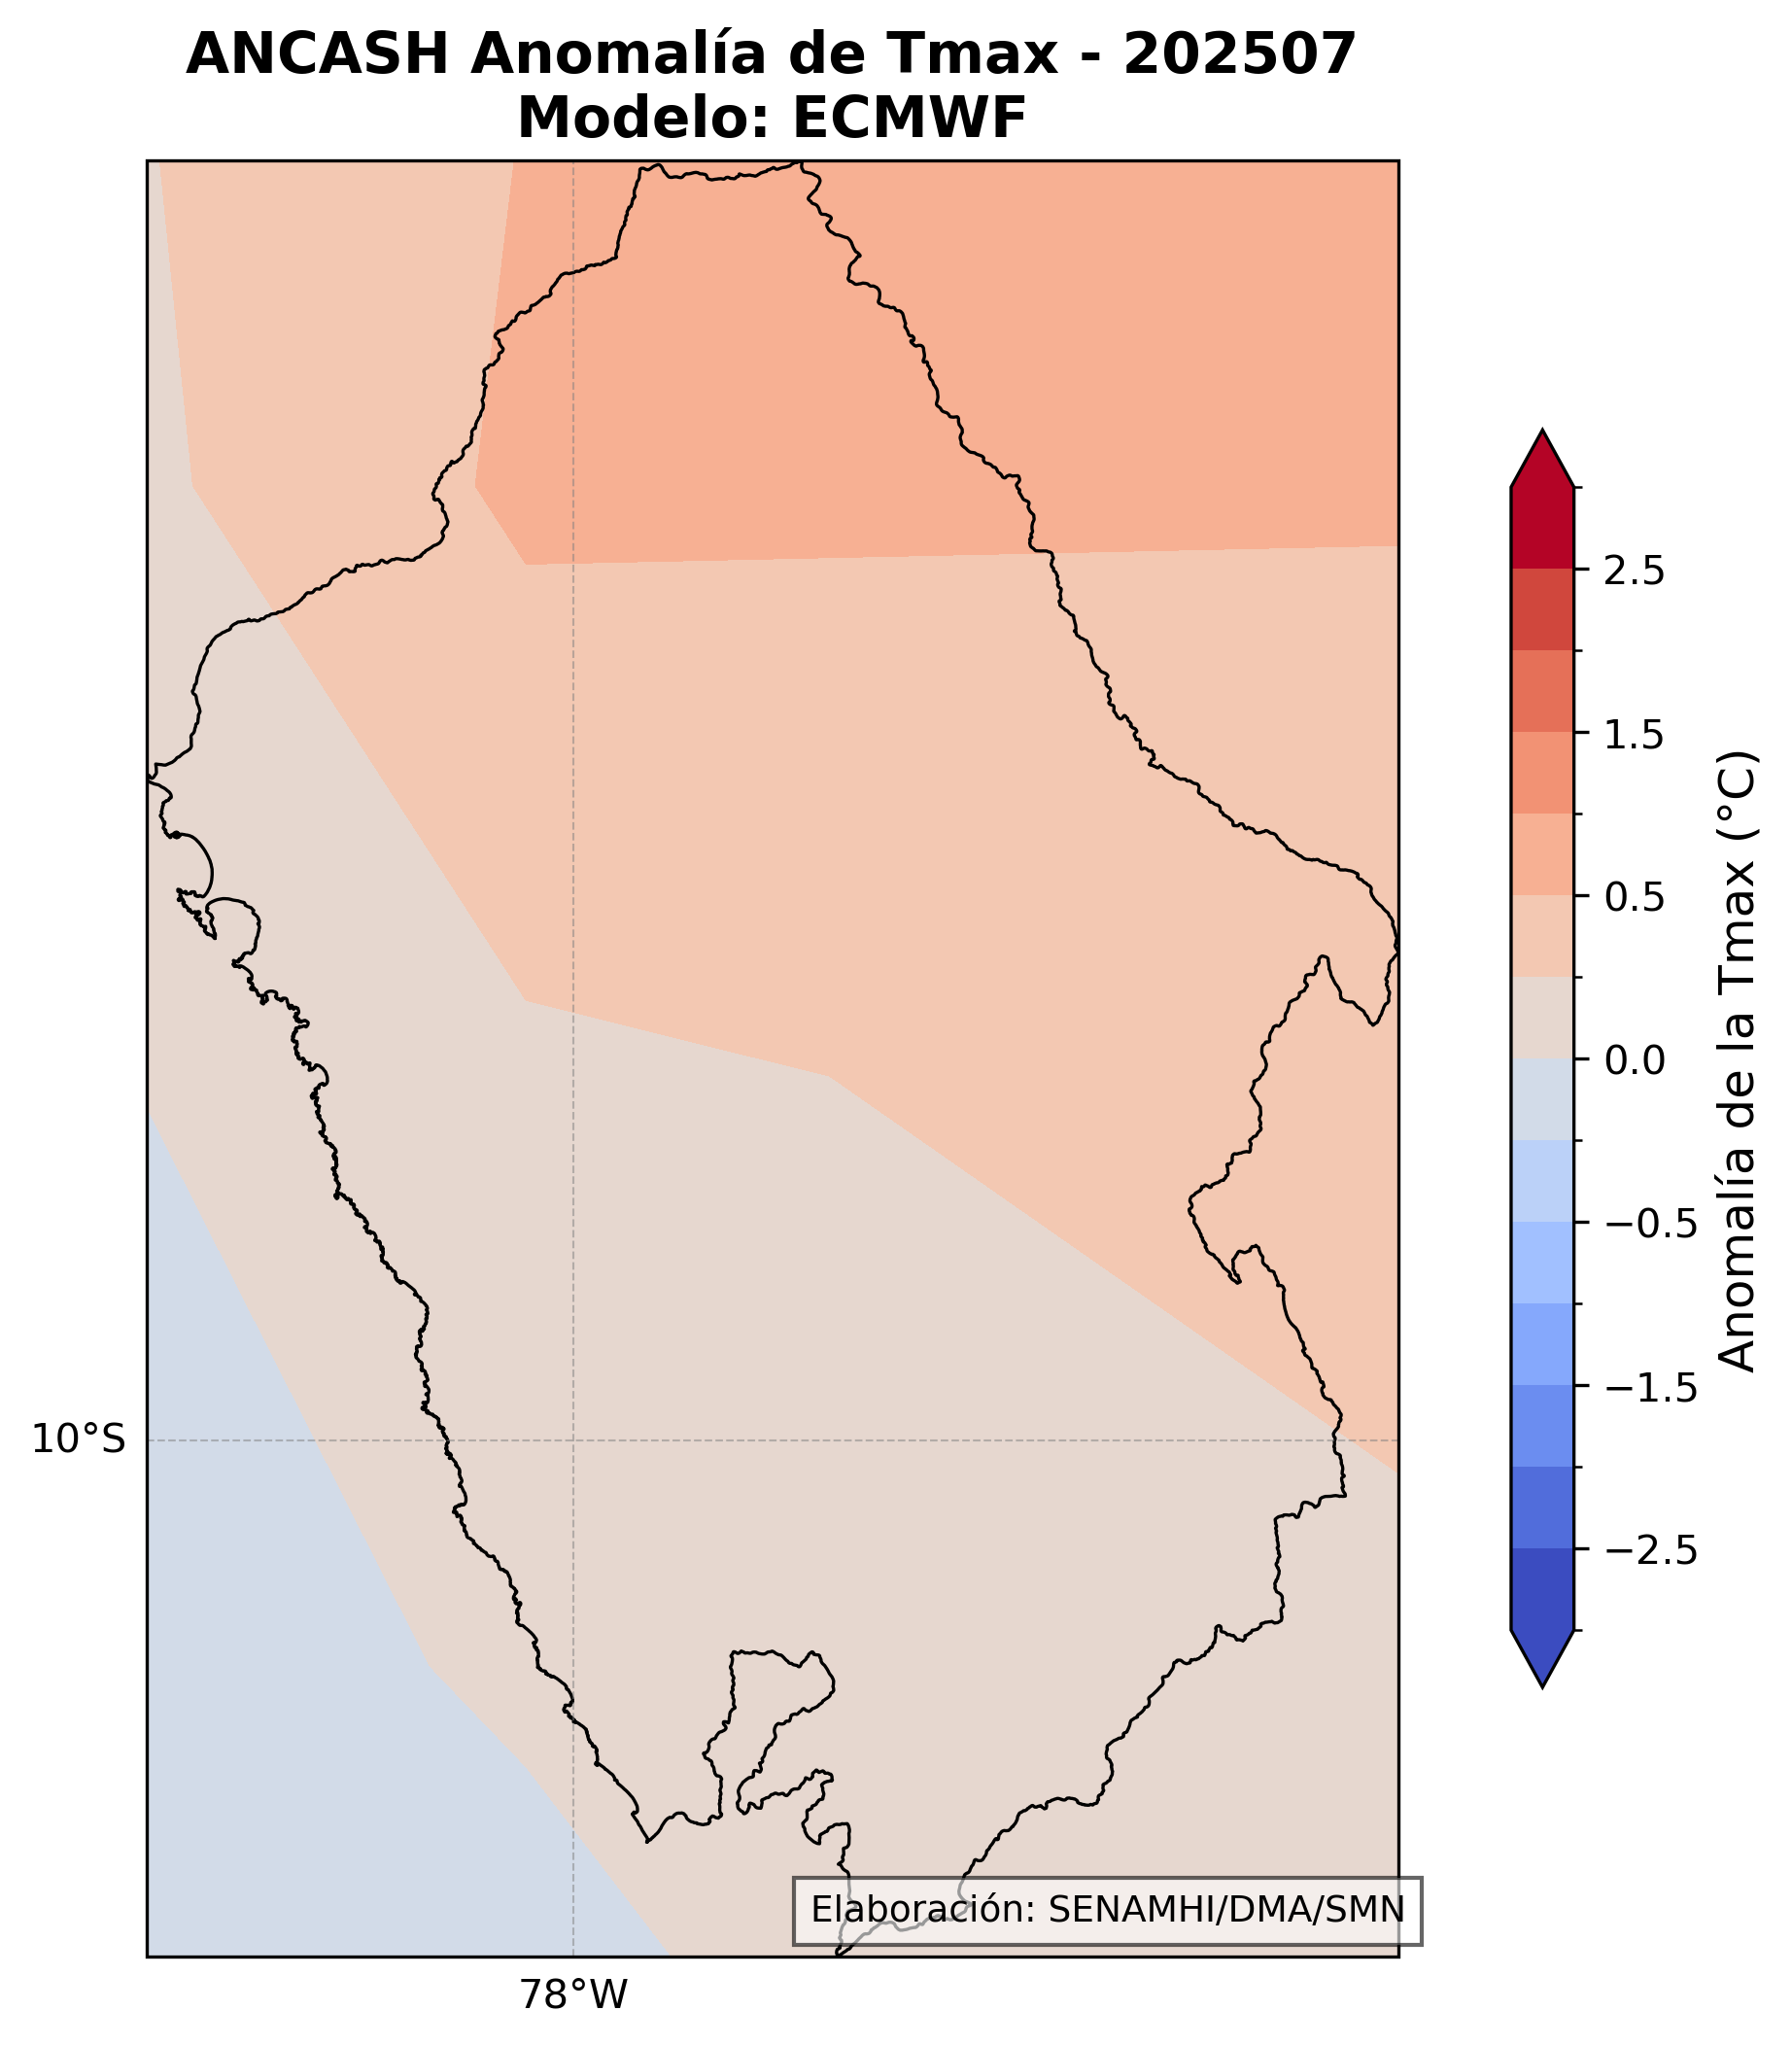 ANCASH Anomalía de Tmax - 202507
Modelo: ECMWF
2.5
1.5
0.5
0.0
−0.5
−1.5
−2.5
Anomalía de la Tmax (°C)
10°S
78°W
Elaboración: SENAMHI/DMA/SMN